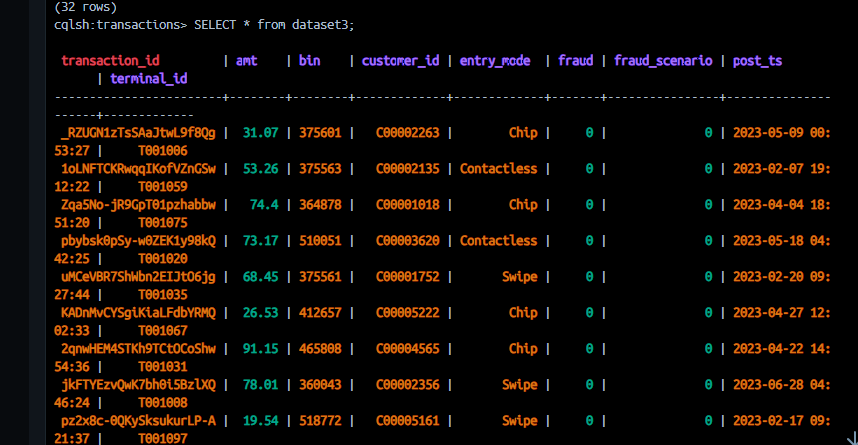 (32 rows)
cqlsh:transactions> SELECT * from dataset3;
transaction_id | amt | bin | customer_id | entry_mode | fraud | fraud_scenario | post_ts
| terminal_id
------------------------+-------+--------+-------------+-------------+-------+----------------+---------------
------+-------------
_RZUGN1zTsSAaJtwL9f8Qg | 31.07 | 375601 | C00002263 | Chip | 0 | 0 | 2023-05-09 00:
53:27 | T001006
1oLNFTCKRwqqIKofVZnGSw | 53.26 | 375563 | C00002135 | Contactless | 0 | 0 | 2023-02-07 19:
12:22 | T001059
Zqa5No-jR9GpT01pzhabbw | 74.4 | 364878 | C00001018 | Chip | 0 | 0 | 2023-04-04 18:
51:20 | T001075
pbybsk0pSy-w0ZEK1y98kQ | 73.17 | 510051 | C00003620 | Contactless | 0 | 0 | 2023-05-18 04:
42:25 | T001020
uMCeVBR7ShWbn2EIJtO6jg | 68.45 | 375561 | C00001752 | Swipe | 0 | 0 | 2023-02-20 09:
27:44 | T001035
KADnMvCYSgiKiaLFdbYRMQ | 26.53 | 412657 | C00005222 | Chip | 0 | 0 | 2023-04-27 12:
02:33 | T001067
2qnwHEM4STKh9TCtOCoShw | 91.15 | 465808 | C00004565 | Chip | 0 | 0 | 2023-04-22 14:
54:36 | T001031
jkFTYEzvQwK7bh0i5BzlXQ | 78.01 | 360043 | C00002356 | Swipe | 0 | 0 | 2023-06-28 04:
46:24 | T001008
pz2x8c-0QKySksukurLP-A | 19.54 | 518772 | C00005161 | Swipe | 0 | 0 | 2023-02-17 09:
21:37 | T001097